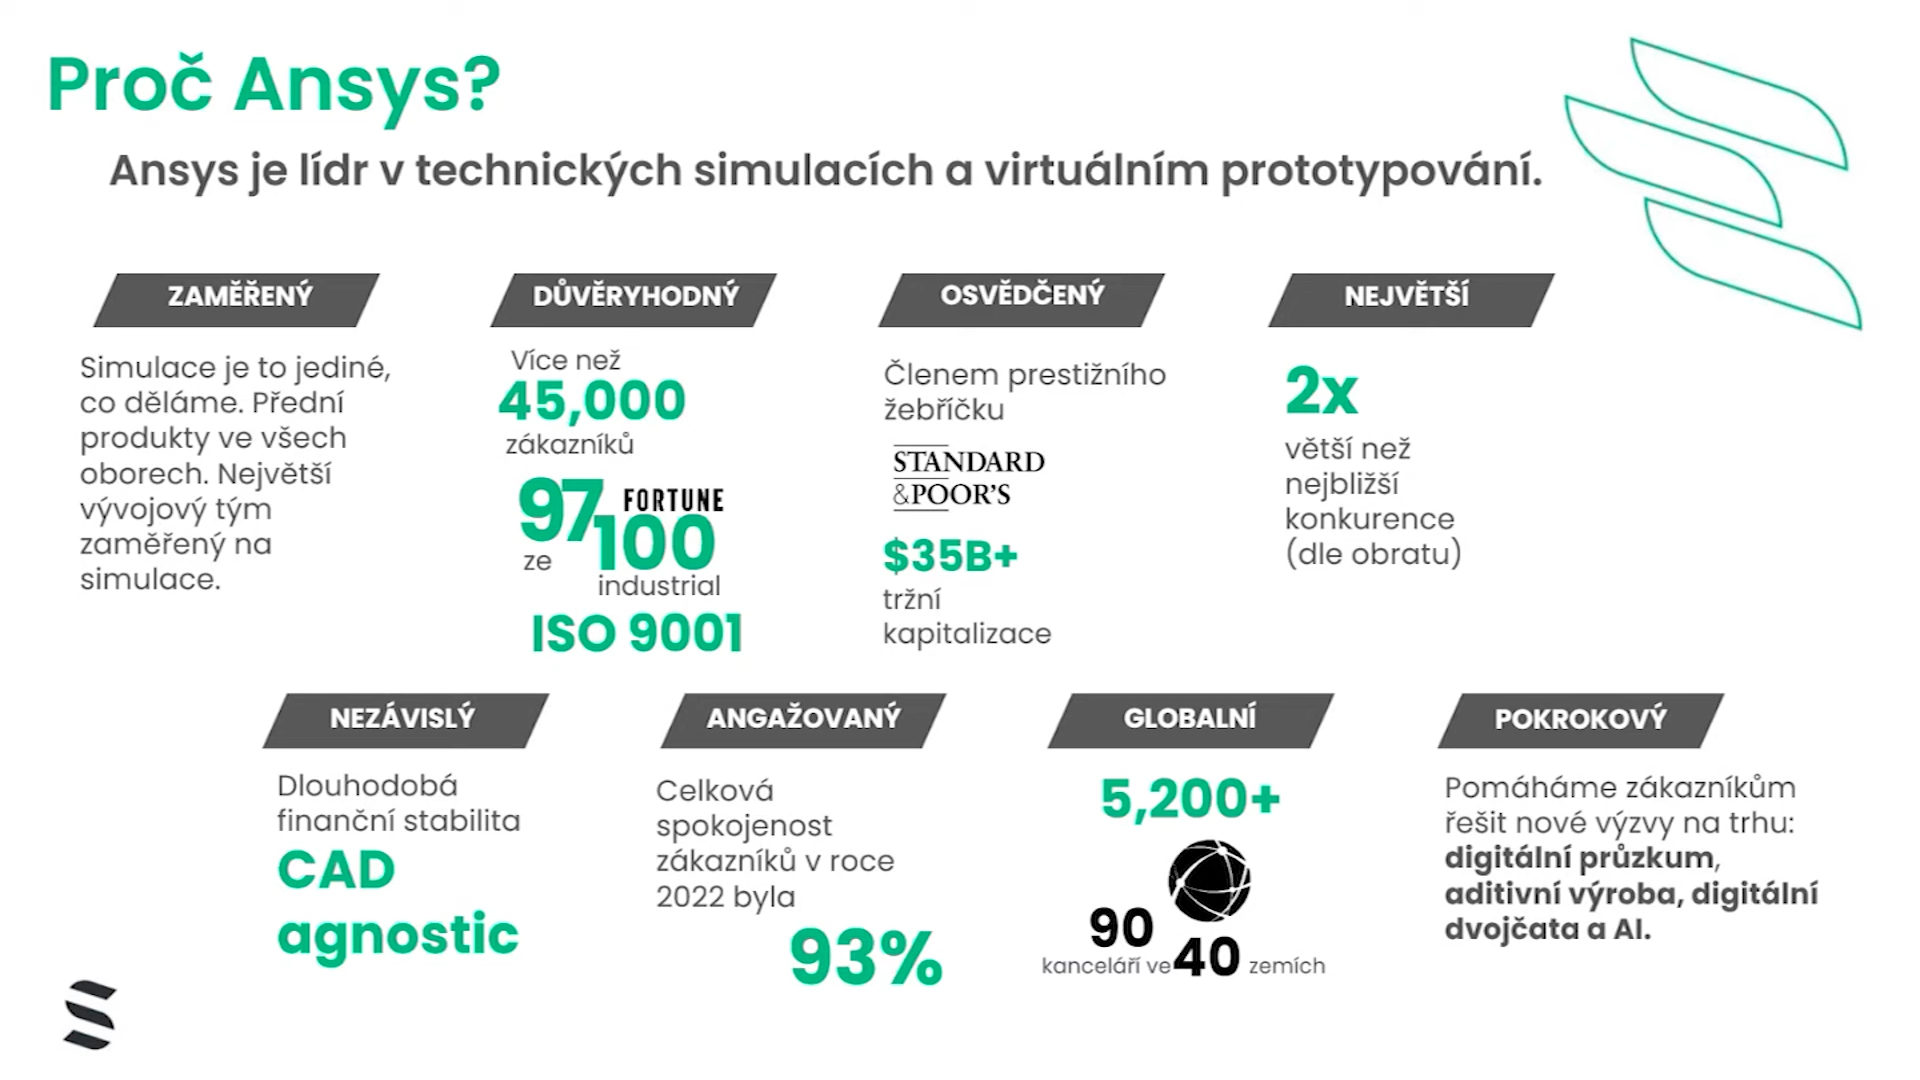 Proč Ansys?
Ansys je lídr v technických simulacích a virtuálním prototypování.
ZAMĚŘENÝ
Simulace je to jediné,
co děláme. Přední
produkty ve všech
oborech. Největší
vývojový tým
zaměřený na
simulace.
DŮVĚRYHODNÝ
Více než
45,000
zákazníků
97 FORTUNE
ze 100
industrial
ISO 9001
OSVĚDČENÝ
Členem prestižního
žebříčku
STANDARD
&POOR'S
$35B+
tržní
kapitalizace
NEJVĚTŠÍ
2x
větší než
nejbližší
konkurence
(dle obratu)
NEZÁVISLÝ
Dlouhodobá
finanční stabilita
CAD
agnostic
ANGAŽOVANÝ
Celková
spokojenost
zákazníků v roce
2022 byla
93%
GLOBALNÍ
5,200+
90
kanceláří ve 40 zemích
POKROKOVÝ
Pomáháme zákazníkům
řešit nové výzvy na trhu:
digitální průzkum,
aditivní výroba, digitální
dvojčata a AI.